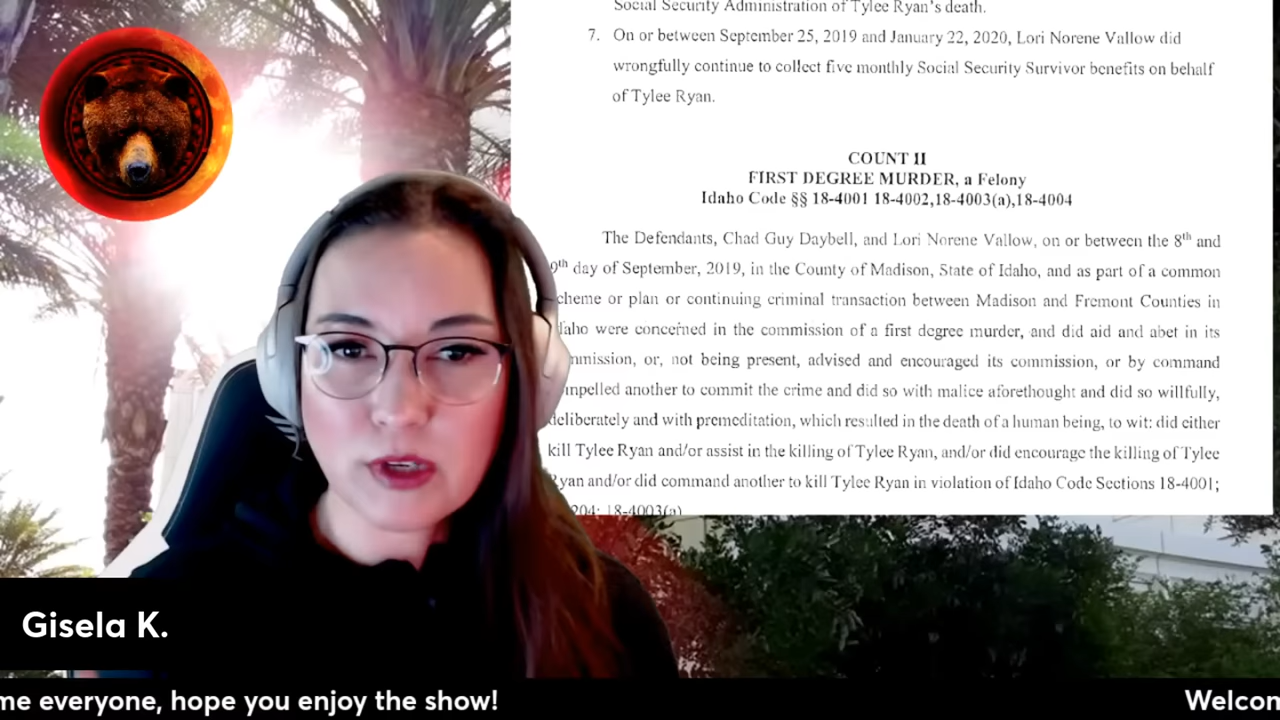 Social Security Administration of Tylee Ryan's death.
7. On or between September 25, 2019 and January 22, 2020, Lori Norene Vallow did
wrongfully continue to collect five monthly Social Security Survivor benefits on behalf
of Tylee Ryan.
COUNT II
FIRST DEGREE MURDER, a Felony
Idaho Code §§ 18-4001 18-4002,18-4003(a),18-4004
The Defendants, Chad Guy Daybell, and Lori Norene Vallow, on or between the 8th and
9th day of September, 2019, in the County of Madison, State of Idaho, and as part of a common
cheme or plan or continuing criminal transaction between Madison and Fremont Counties in
daho were concerned in the commission of a first degree murder, and did aid and abet in its
mmission, or, not being present, advised and encouraged its commission, or by command
mpelled another to commit the crime and did so with malice aforethought and did so willfully,
deliberately and with premeditation, which resulted in the death of a human being, to wit: did either
kill Tylee Ryan and/or assist in the killing of Tylee Ryan, and/or did encourage the killing of Tylee
Ryan and/or did command another to kill Tylee Ryan in violation of Idaho Code Sections 18-4001;
204; 18-4003(a)
Gisela K.
me everyone, hope you enjoy the show!
Welcon